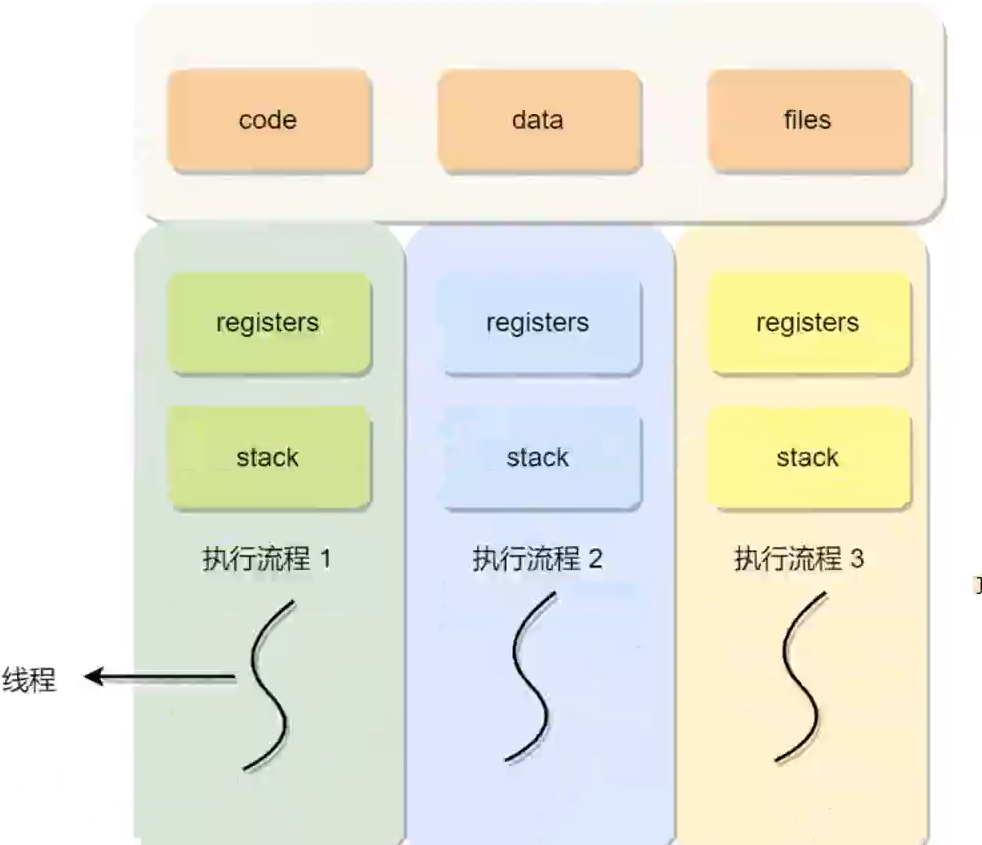 code
data
files
registers
registers
registers
stack
stack
stack
执行流程 1
执行流程 2
执行流程 3
线程